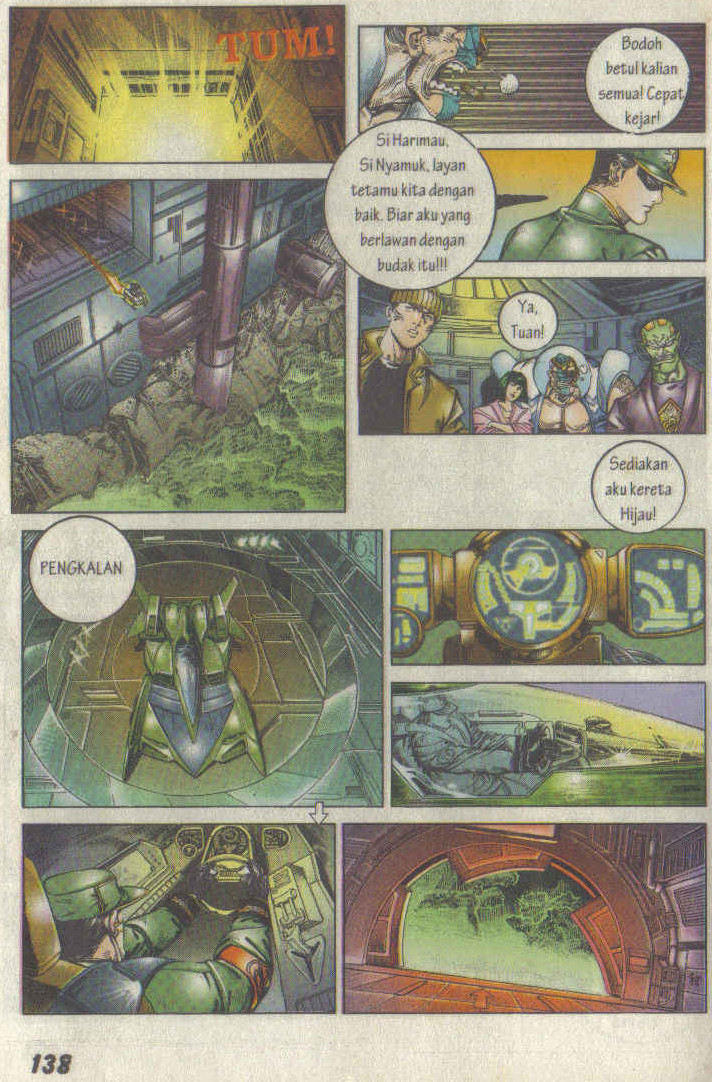 TUM!
Bodoh
betul kalian
semua! Cepat
kejar!
Si Harimau,
Si Nyamuk, layan
tetamu kita dengan
baik. Biar aku yang
berlawan dengan
budak itu!!!
Ya,
Tuan!
Sediakan
aku kereta
Hijau!
PENGKALAN
138